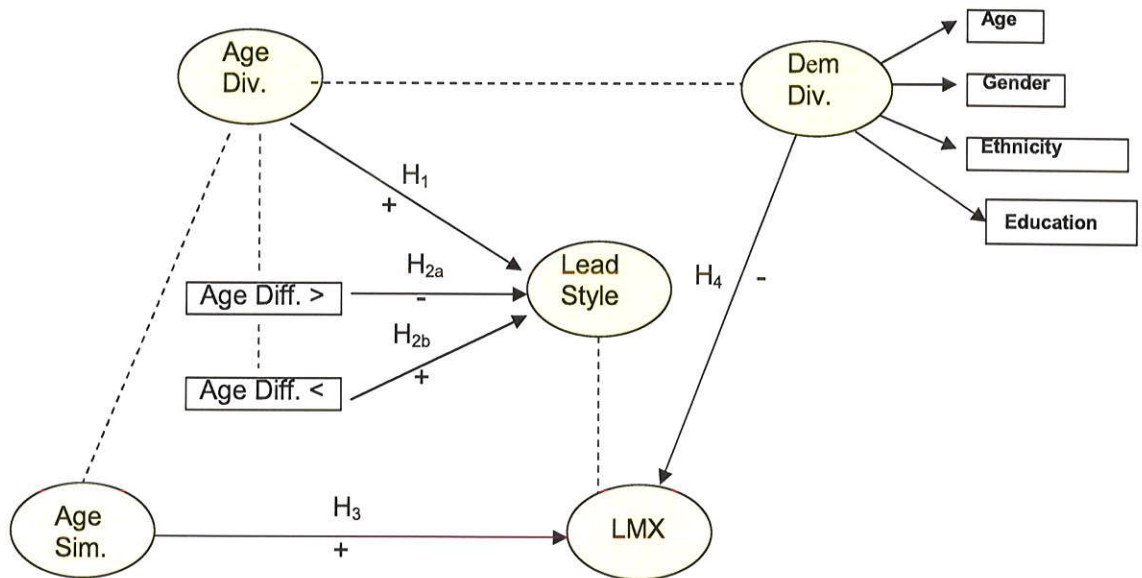 Age
Div.
Dem
Div.
Age
Gender
Ethnicity
Education
H₁
+
H₂ₐ
-
Age Diff. >
Lead
Style
H₄ -
H₂b
+
Age Diff. <
Age
Sim.
H₃
+
LMX